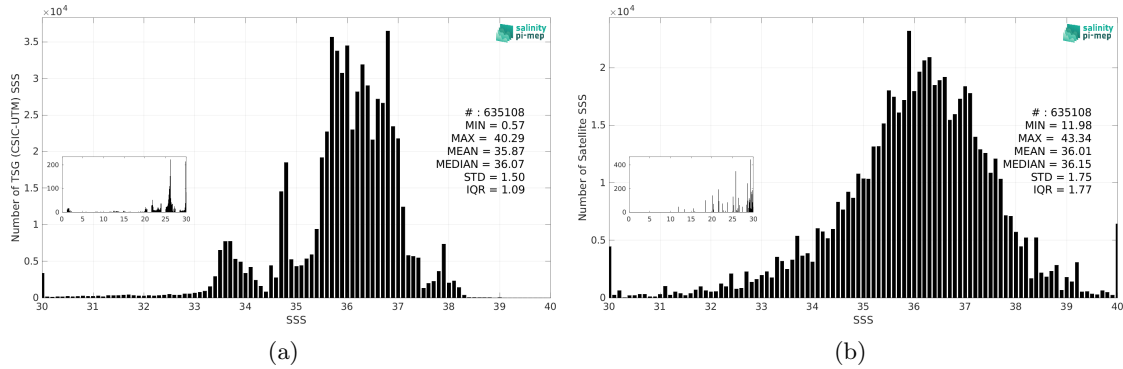 ×10⁴
salinity
pi-mep
Number of TSG (CSIC-UTM) SSS
3.5
3
2.5
2
1.5
1
0.5
0
# : 635108
MIN = 0.57
MAX = 40.29
MEAN = 35.87
MEDIAN = 36.07
STD = 1.50
IQR = 1.09
200
100
0
0 5 10 15 20 25 30
30 31 32 33 34 35 36 37 38 39 40
SSS
(a)
×10⁴
salinity
pi-mep
Number of Satellite SSS
2
1.5
1
0.5
0
# : 635108
MIN = 11.98
MAX = 43.34
MEAN = 36.01
MEDIAN = 36.15
STD = 1.75
IQR = 1.77
400
200
0
0 5 10 15 20 25 30
30 31 32 33 34 35 36 37 38 39 40
SSS
(b)